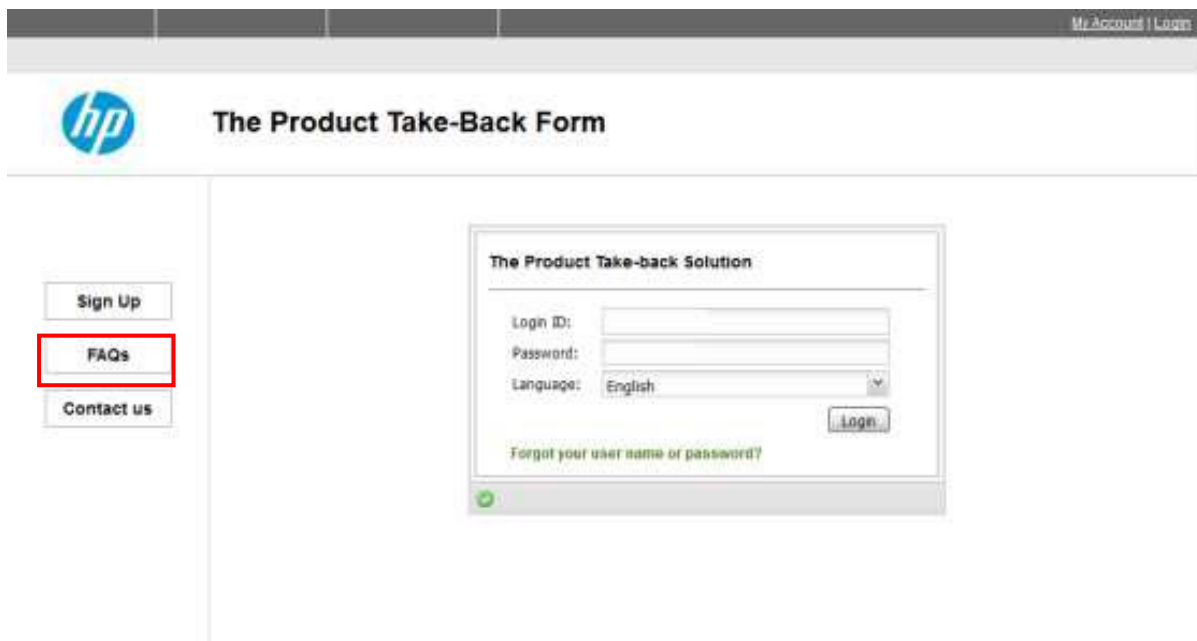 My Account | Login
hp
The Product Take-Back Form
The Product Take-back Solution
Sign Up
Login ID:
FAQs
Password:
Language: English
Contact us
Login
Forgot your user name or password?